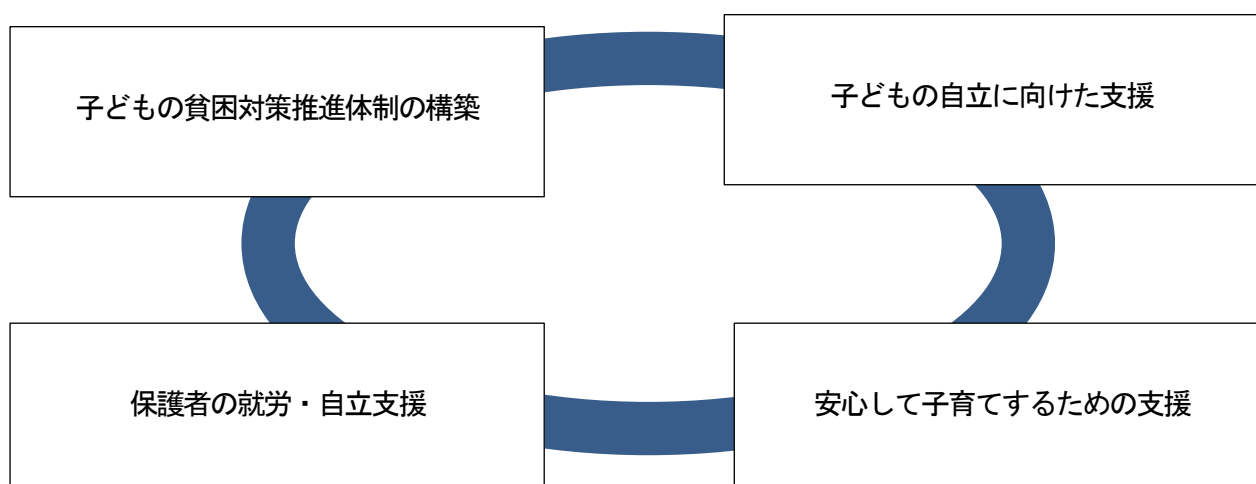 子どもの貧困対策推進体制の構築
子どもの自立に向けた支援
保護者の就労・自立支援
安心して子育てするための支援